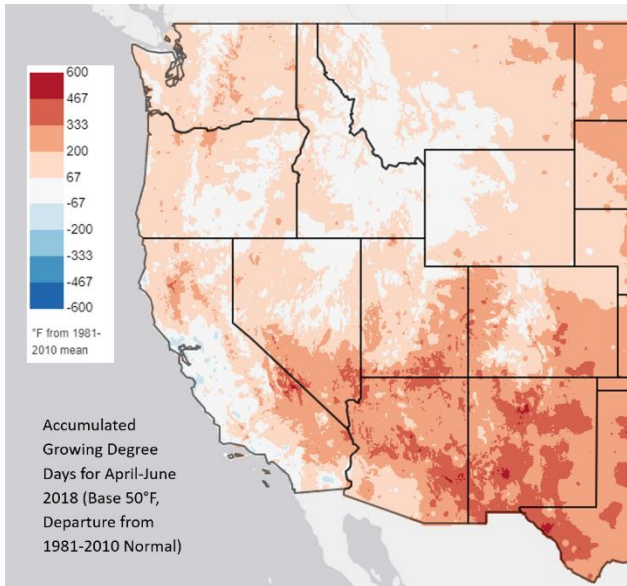 600
467
333
200
67
-67
-200
-333
-467
-600
°F from 1981-
2010 mean
Accumulated
Growing Degree
Days for April-June
2018 (Base 50°F,
Departure from
1981-2010 Normal)